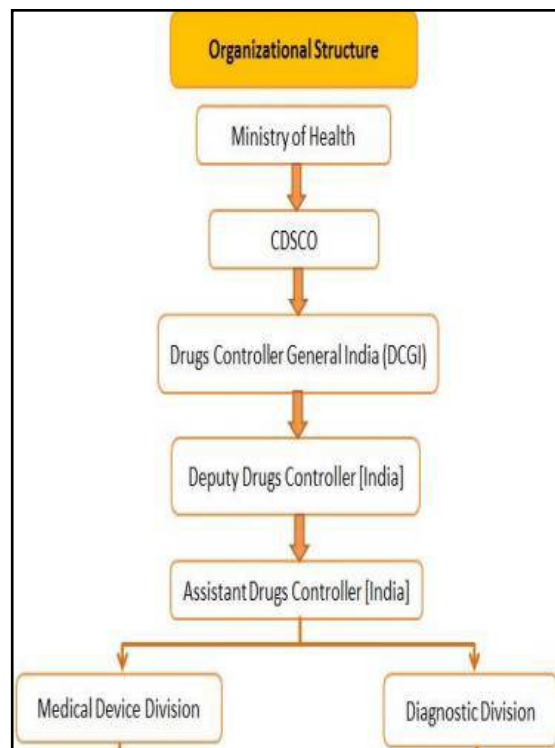 Organizational Structure
Ministry of Health
CDSCO
Drugs Controller General India (DCGI)
Deputy Drugs Controller [India]
Assistant Drugs Controller [India]
Medical Device Division
Diagnostic Division